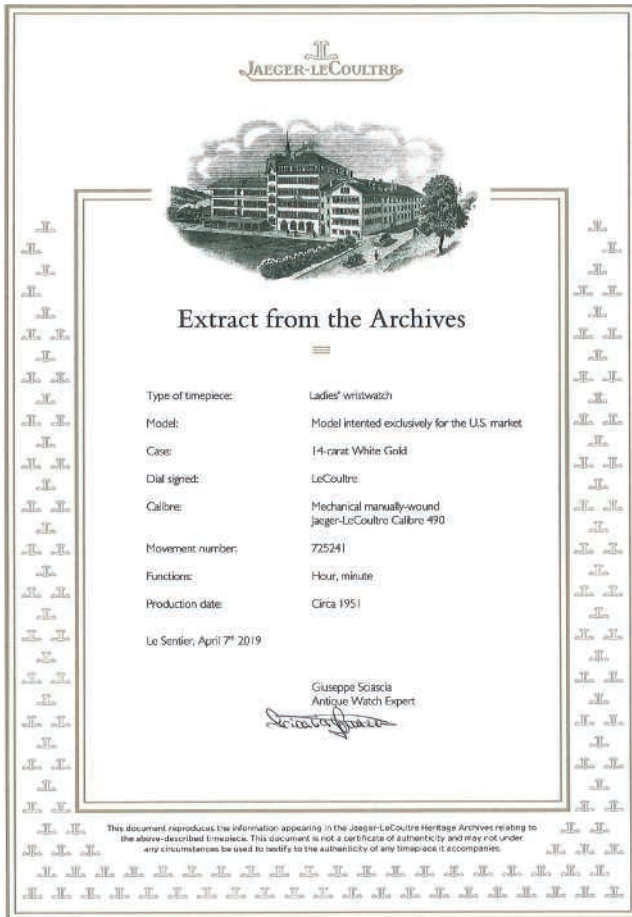 JAEGER-LECOULTRE
Extract from the Archives
Type of timepiece: Ladies' wristwatch
Model: Model intented exclusively for the U.S. market
Case: 14-carat White Gold
Dial signed: LeCoultre
Calibre: Mechanical manually-wound
Jaeger-LeCoultre Calibre 490
Movement number: 725241
Functions: Hour, minute
Production date: Circa 1951
Le Sentier, April 7th 2019
Giuseppe Sciascia
Antique Watch Expert
This document reproduces the information appearing in the Jaeger-LeCoultre Heritage Archives relating to
the above-described timepiece. This document is not a certificate of authenticity and may not under
any circumstances be used to testify to the authenticity of any timepiece it accompanies.